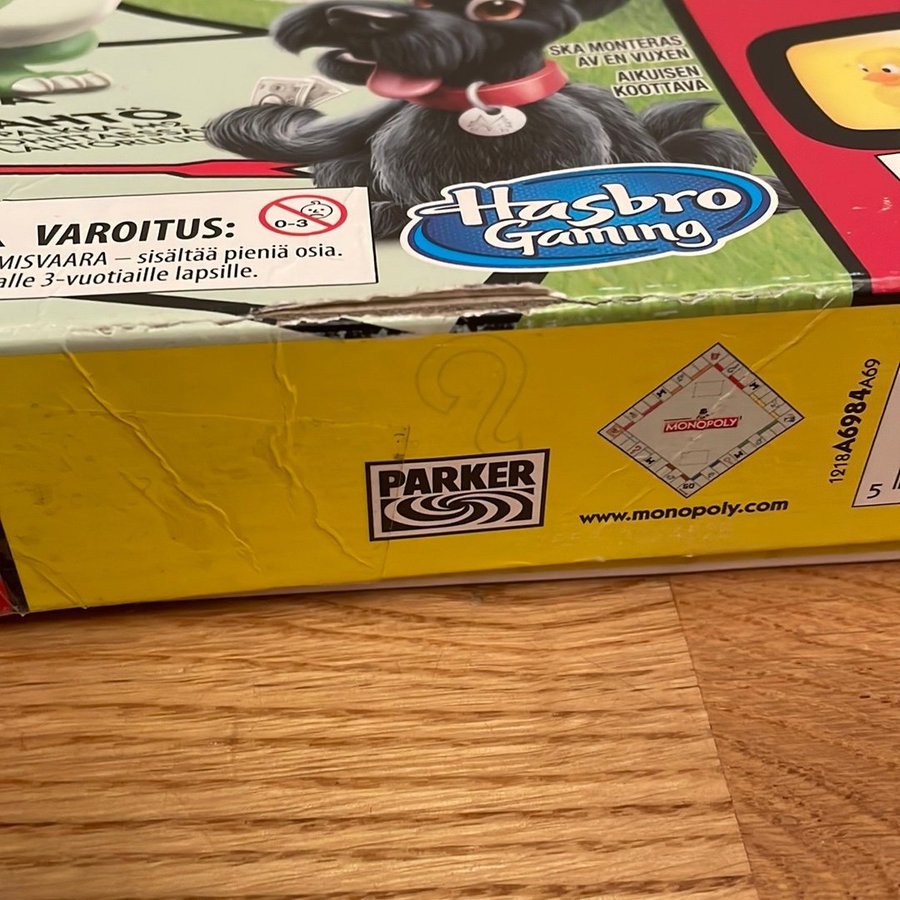 SKA MONTERAS
AV EN VUXEN
AIKUISEN
KOOTTAVA
VAROITUS:
0-3
MISVAARA – sisältää pieniä osia.
alle 3-vuotiaille lapsille.
Hasbro
Gaming
MONOPOLY
GO
PARKER
www.monopoly.com
1218A6984A69
5